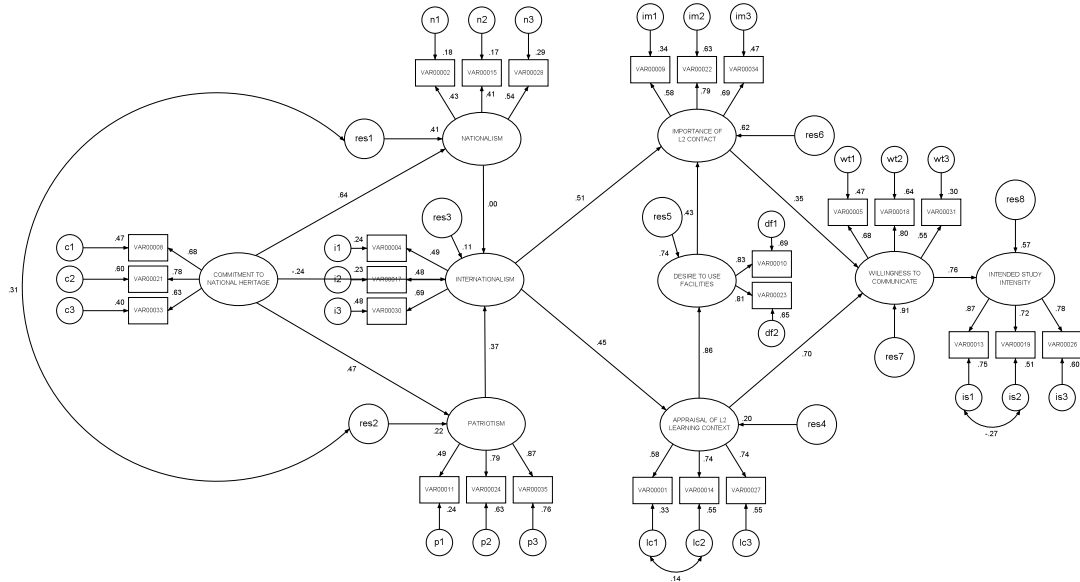 n1
n2
n3
.18
.17
.29
VAR00002
VAR00015
VAR00028
.43
.41
.54
res1
.41
NATIONALISM
im1
im2
im3
.34
.63
.47
VAR00009
VAR00022
VAR00034
.58
.79
.69
IMPORTANCE OF
L2 CONTACT
.62
res6
.64
.00
.51
.43
.35
wt1
wt2
wt3
.47
.64
.30
VAR00005
VAR00018
VAR00031
.68
.80
.55
res8
.57
c1
.47
VAR00008
.68
c2
.60
VAR00021
.78
c3
.40
VAR00033
.63
COMMITMENT TO
NATIONAL HERITAGE
-.24
i1
.24
VAR00004
.49
i2
.23
VAR00017
.48
i3
.48
VAR00030
.69
res3
.11
INTERNATIONALISM
res5
.74
DESIRE TO USE
FACILITIES
df1
.69
VAR00010
.83
VAR00023
.81
.65
df2
WILLINGNESS TO
COMMUNICATE
.76
INTENDED STUDY
INTENSITY
.91
res7
.87
.72
.78
VAR00013
VAR00019
VAR00026
.75
.51
.60
is1
is2
is3
-.27
.31
.47
.37
.45
.86
.70
res2
.22
PATRIOTISM
.49
.79
.87
VAR00011
VAR00024
VAR00035
.24
.63
.76
p1
p2
p3
APPRAISAL OF L2
LEARNING CONTEXT
.20
res4
.58
.74
.74
VAR00001
VAR00014
VAR00027
.33
.55
.55
lc1
lc2
lc3
.14